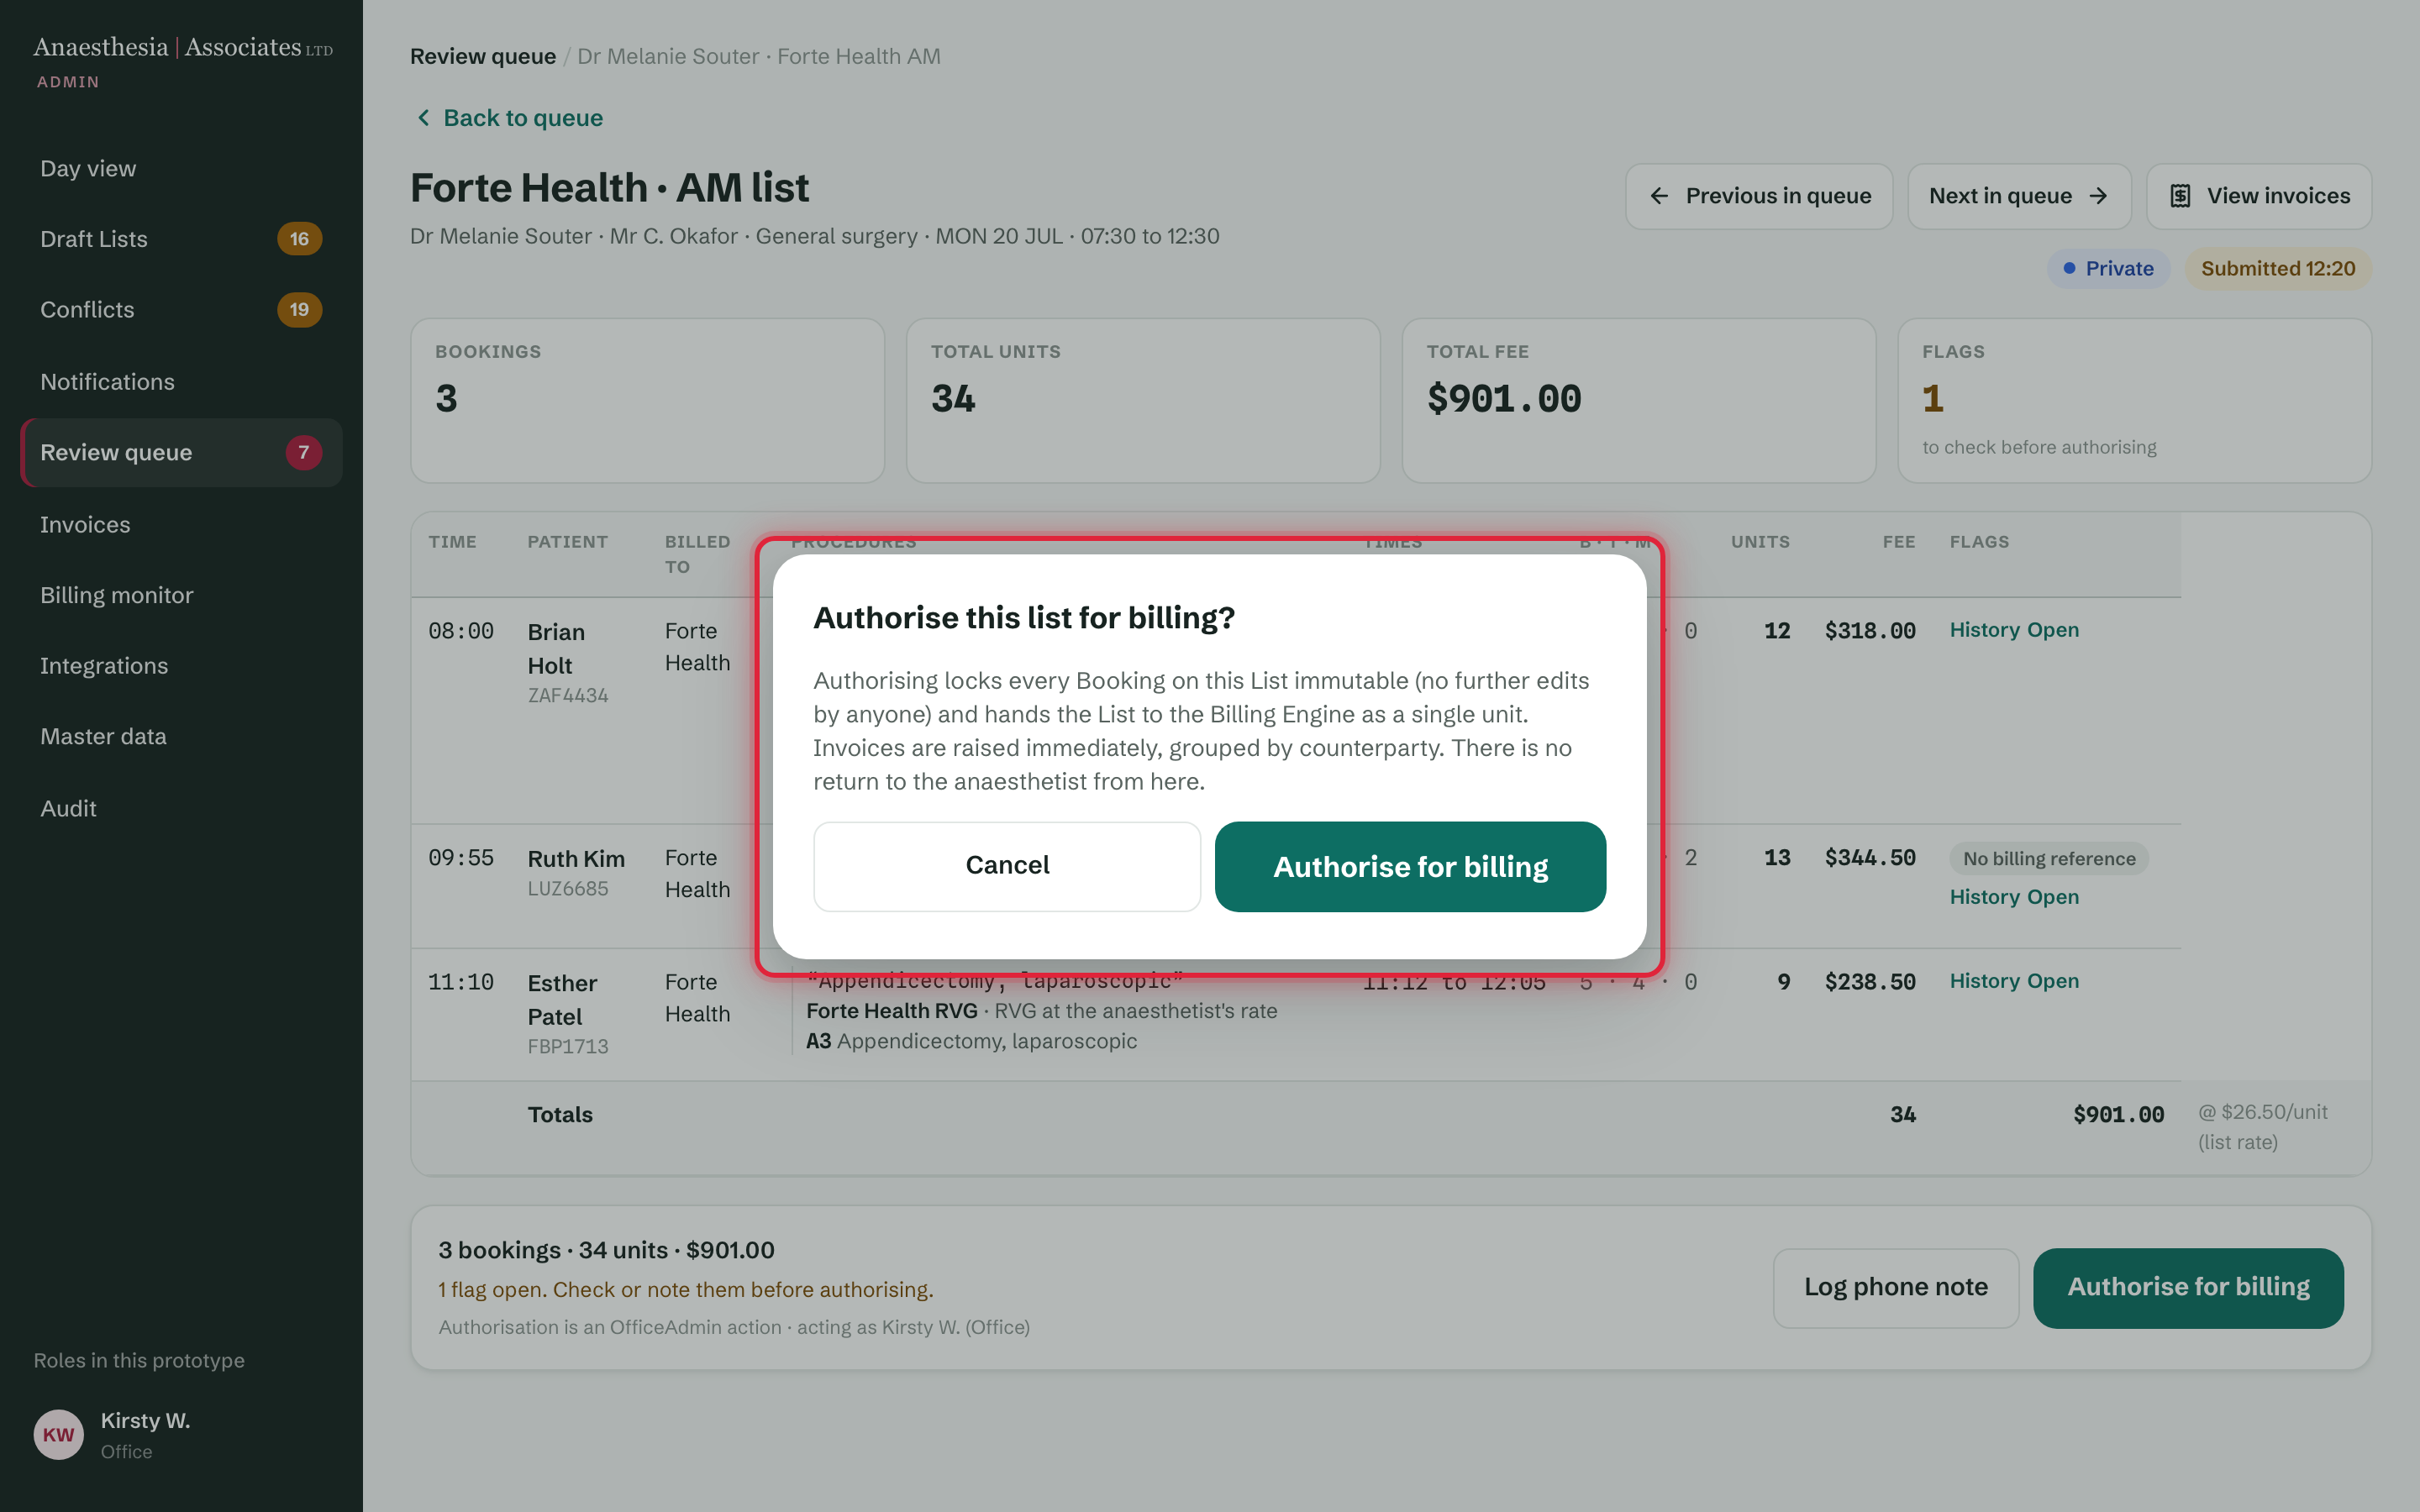 Anaesthesia | Associates LTD
ADMIN
Day view
Draft Lists 16
Conflicts 19
Notifications
Review queue 7
Invoices
Billing monitor
Integrations
Master data
Audit
Roles in this prototype
KW
Kirsty W.
Office
Review queue / Dr Melanie Souter · Forte Health AM
Back to queue
Forte Health · AM list
Dr Melanie Souter · Mr C. Okafor · General surgery · MON 20 JUL · 07:30 to 12:30
Previous in queue
Next in queue
View invoices
Private
Submitted 12:20
BOOKINGS
3
TOTAL UNITS
34
TOTAL FEE
$901.00
FLAGS
1
to check before authorising
TIME PATIENT BILLED TO PROCEDURES TIMES B · T · M UNITS FEE FLAGS
08:00 Brian Holt ZAF4434 Forte Health · 0 12 $318.00 History Open
09:55 Ruth Kim LUZ6685 Forte Health · 2 13 $344.50 No billing reference History Open
11:10 Esther Patel FBP1713 Forte Health "Appendicectomy, laparoscopic" 11:12 to 12:05 5 · 4 · 0 9 $238.50 History Open
Forte Health RVG · RVG at the anaesthetist's rate
A3 Appendicectomy, laparoscopic
Totals 34 $901.00 @ $26.50/unit
(list rate)
Authorise this list for billing?
Authorising locks every Booking on this List immutable (no further edits
by anyone) and hands the List to the Billing Engine as a single unit.
Invoices are raised immediately, grouped by counterparty. There is no
return to the anaesthetist from here.
Cancel
Authorise for billing
3 bookings · 34 units · $901.00
1 flag open. Check or note them before authorising.
Authorisation is an OfficeAdmin action · acting as Kirsty W. (Office)
Log phone note
Authorise for billing